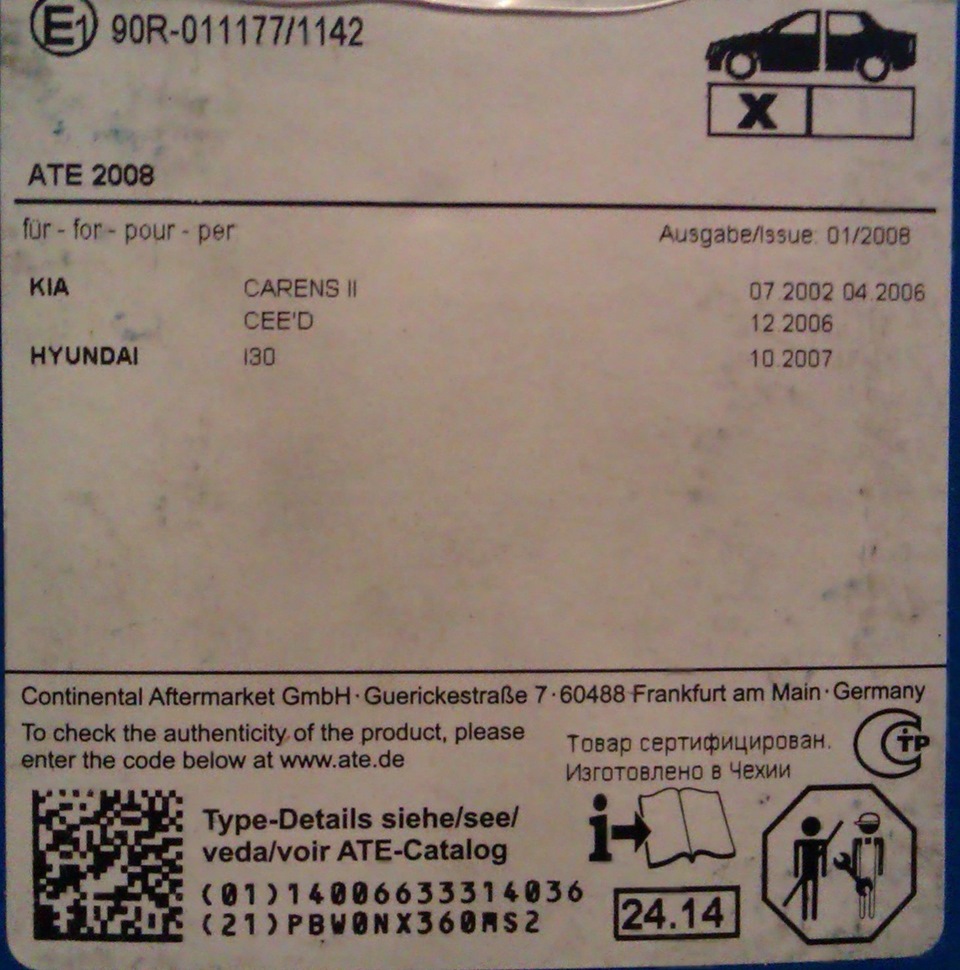 E1 90R-011177/1142
X
ATE 2008
für - for - pour - per Ausgabe/Issue: 01/2008
KIA CARENS II 07.2002 04.2006
CEE'D 12.2006
HYUNDAI I30 10.2007
Continental Aftermarket GmbH · Guerickestraße 7 · 60488 Frankfurt am Main · Germany
To check the authenticity of the product, please
enter the code below at www.ate.de
Товар сертифицирован.
Изготовлено в Чехии
СТР
Type-Details siehe/see/
veda/voir ATE-Catalog
(01)14006633314036
(21)PBW0NX360MS2
24.14